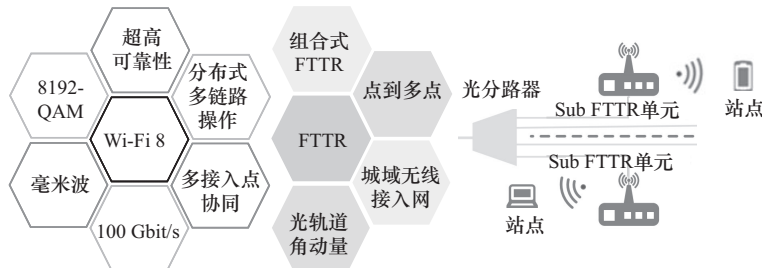 超高
可靠性
8192-
QAM
分布式
多链路
操作
Wi-Fi 8
毫米波
多接入点
协同
100 Gbit/s
组合式
FTTR
点到多点
FTTR
城域无线
接入网
光轨道
角动量
光分路器
Sub FTTR单元
站点
Sub FTTR单元
站点